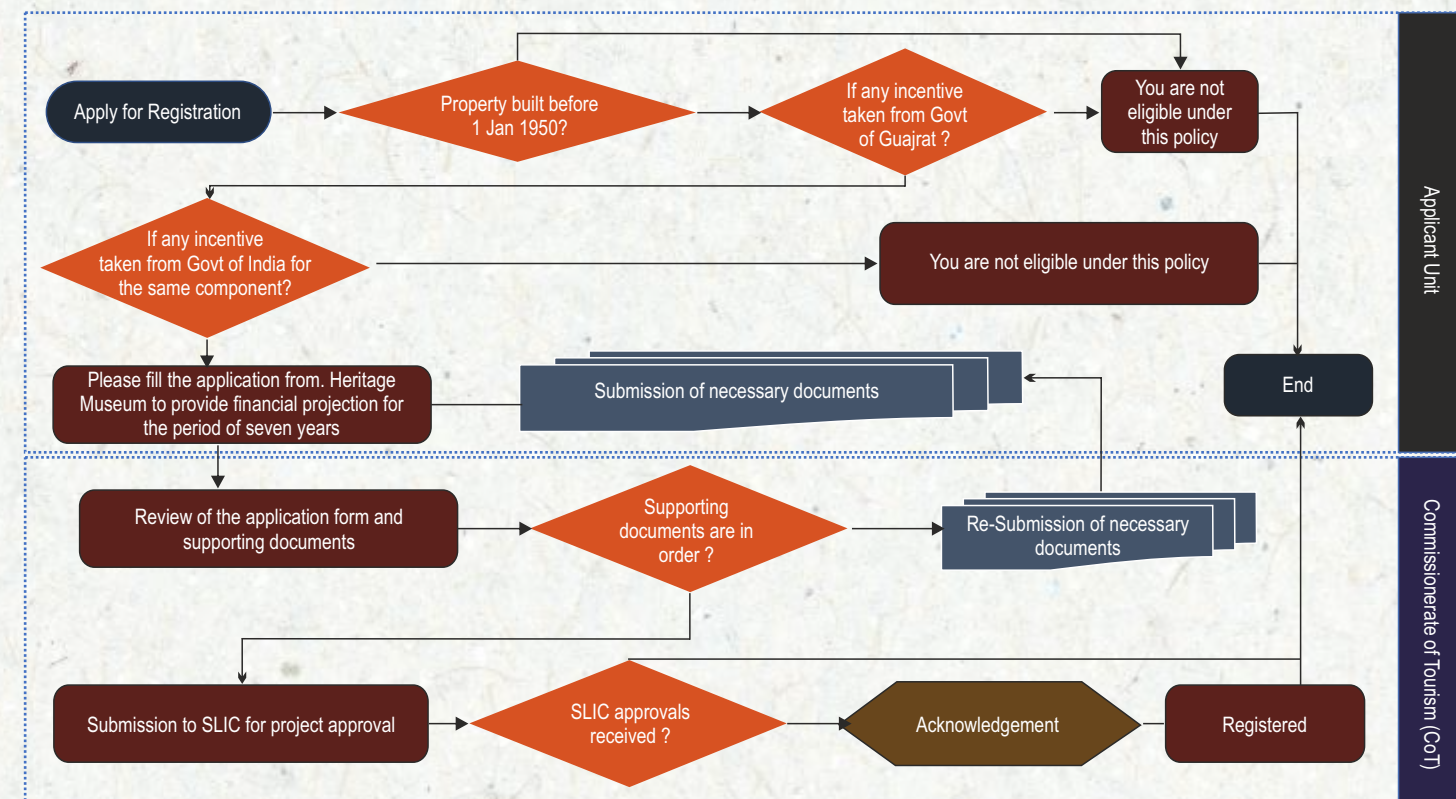 Apply for Registration
Property built before
1 Jan 1950?
If any incentive
taken from Govt
of Guajrat ?
You are not
eligible under
this policy
If any incentive
taken from Govt of India for
the same component?
You are not eligible under this policy
Please fill the application from. Heritage
Museum to provide financial projection for
the period of seven years
Submission of necessary documents
End
Applicant Unit
Review of the application form and
supporting documents
Supporting
documents are in
order ?
Re-Submission of necessary
documents
Submission to SLIC for project approval
SLIC approvals
received ?
Acknowledgement
Registered
Commissionerate of Tourism (CoT)